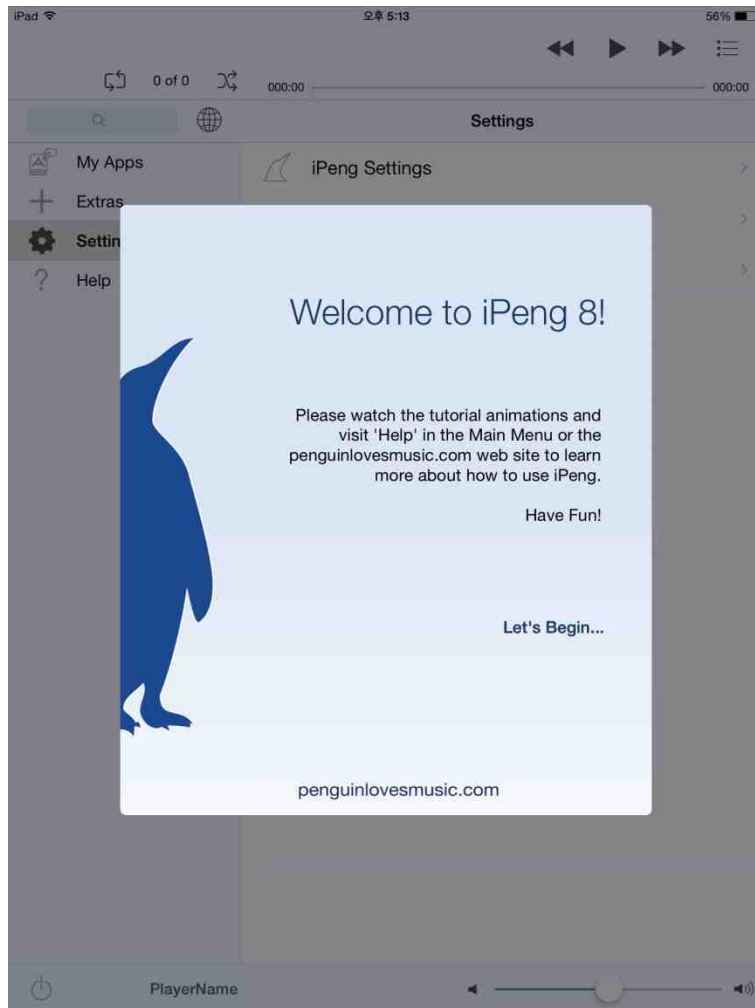 iPad 오후 5:13 56%
0 of 0 000:00 000:00
Settings
My Apps
Extras
Settin
Help
iPeng Settings
Welcome to iPeng 8!
Please watch the tutorial animations and
visit 'Help' in the Main Menu or the
penguinlovesmusic.com web site to learn
more about how to use iPeng.
Have Fun!
Let's Begin...
penguinlovesmusic.com
PlayerName